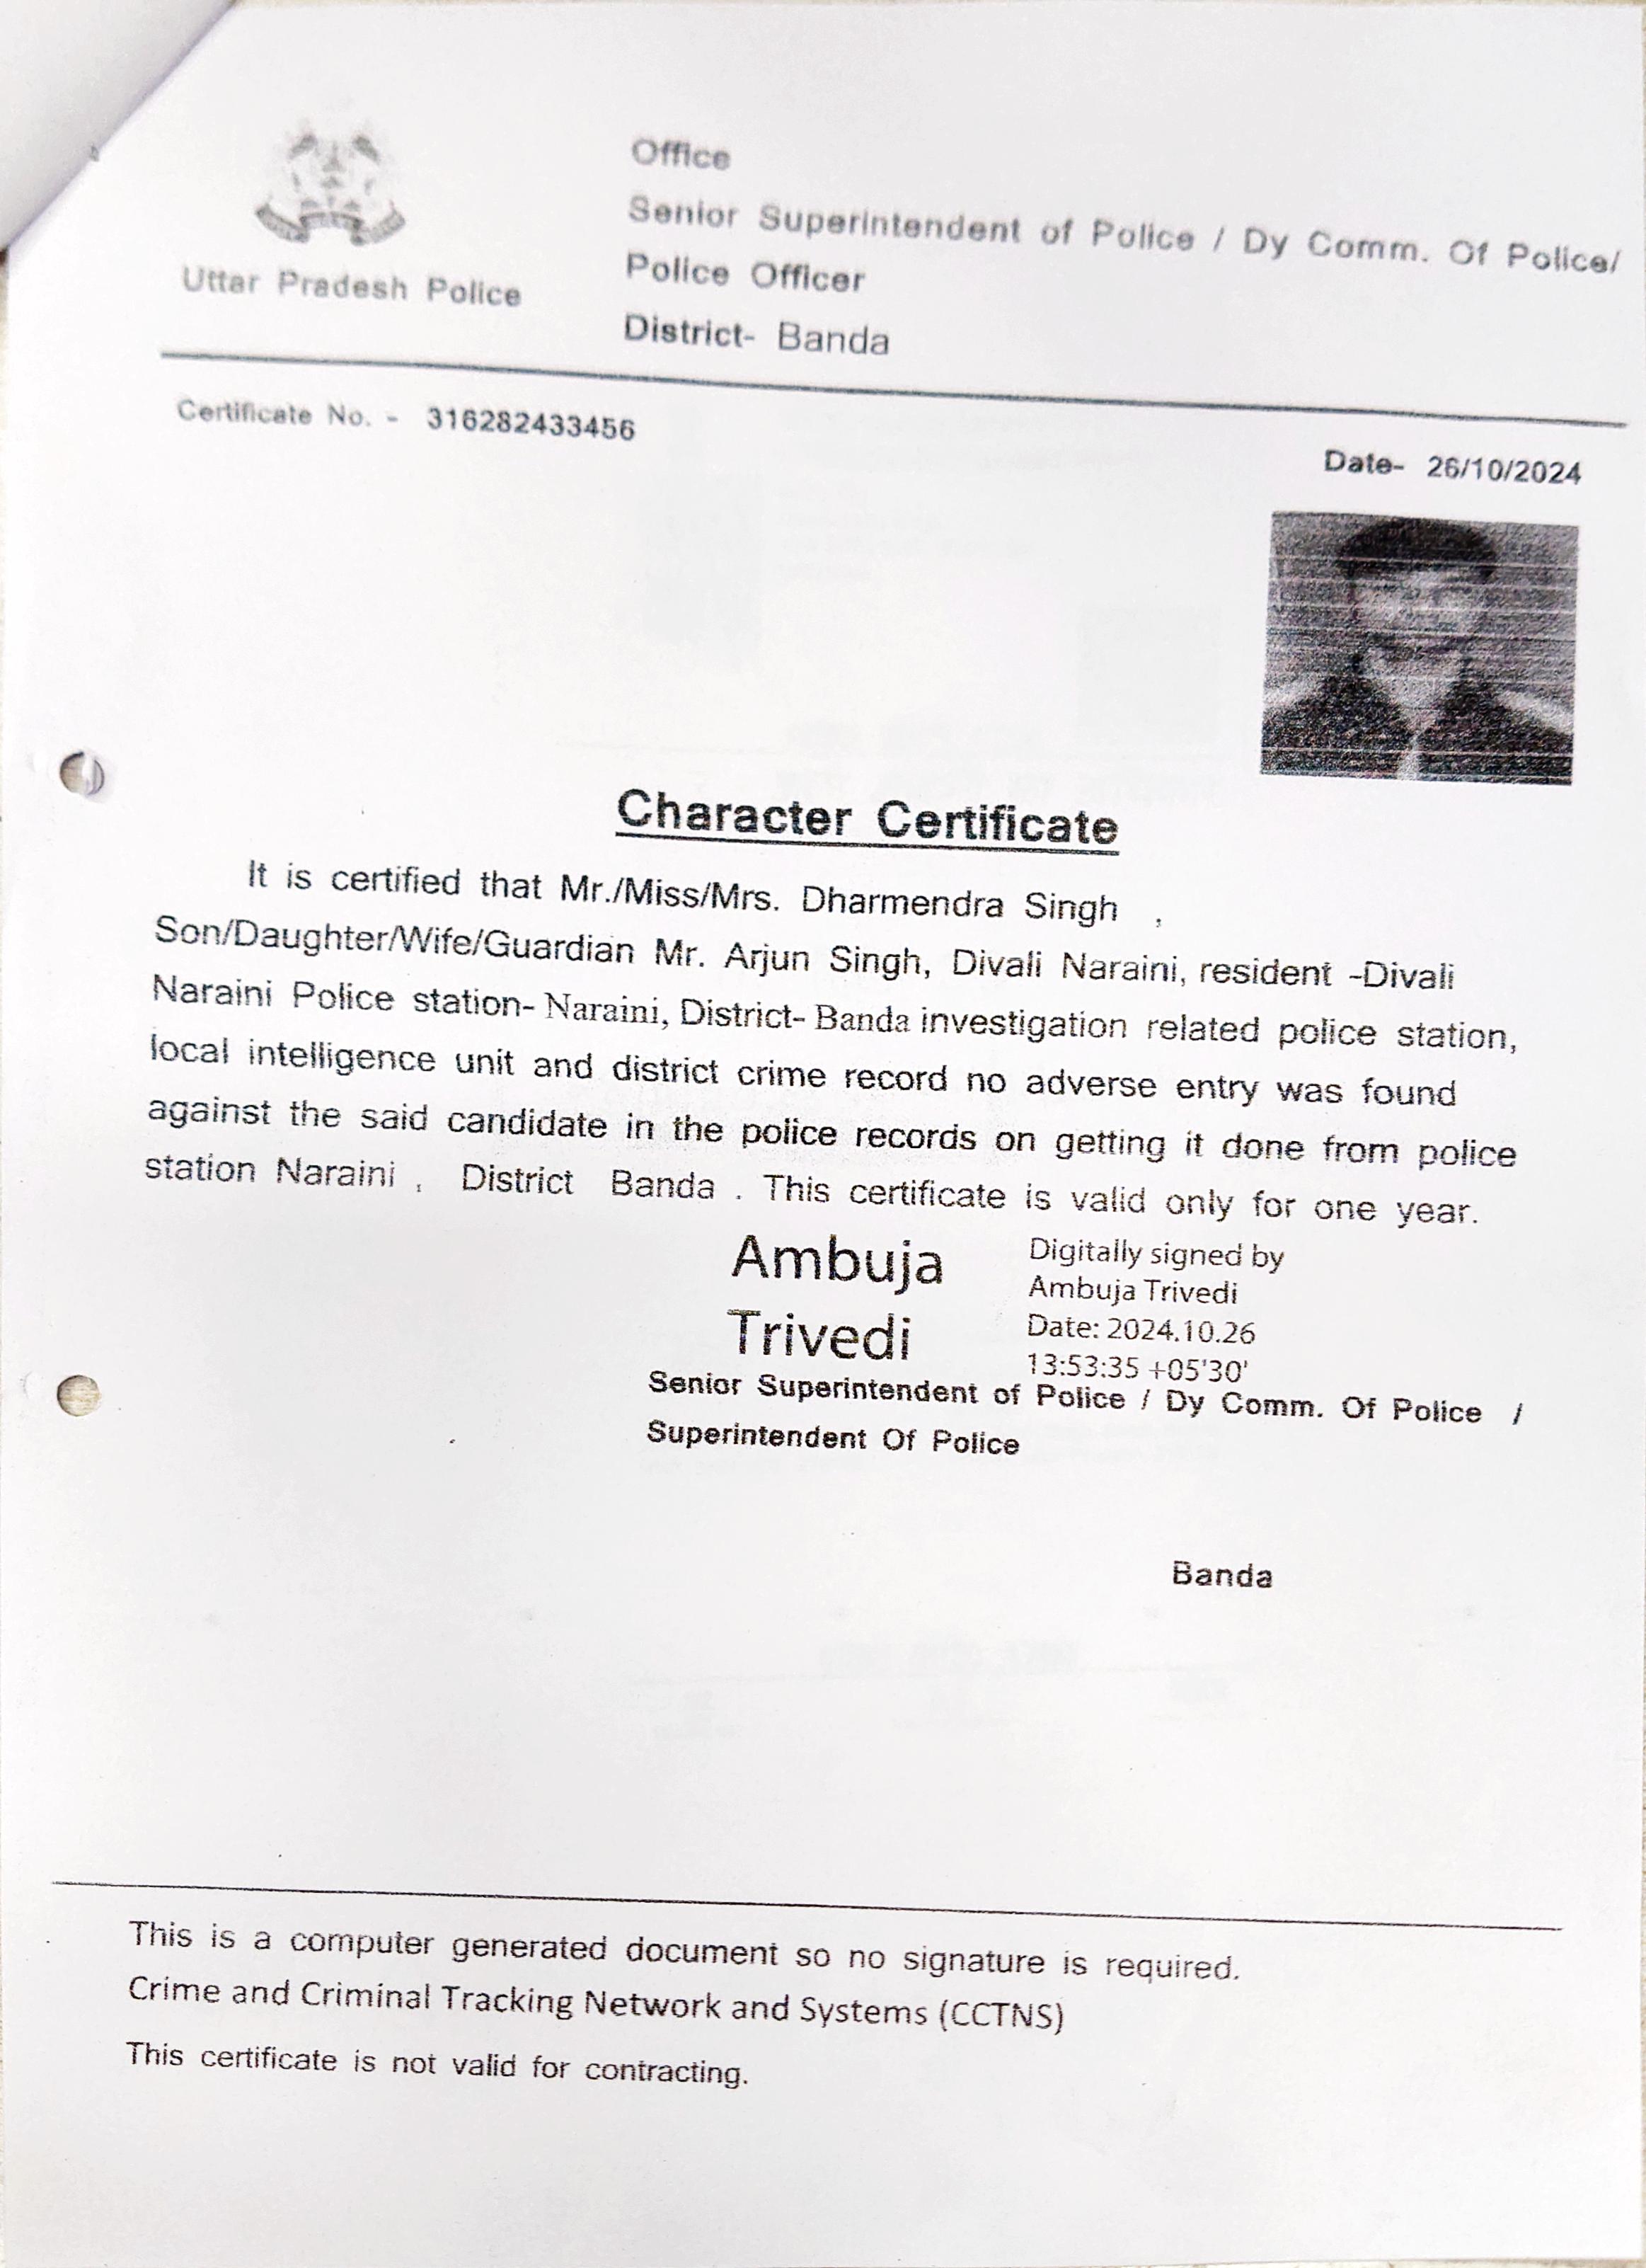 Uttar Pradesh Police
Office
Senior Superintendent of Police / Dy Comm. Of Police/
Police Officer
District- Banda
Certificate No. - 316282433456
Date- 26/10/2024
Character Certificate
It is certified that Mr./Miss/Mrs. Dharmendra Singh ,
Son/Daughter/Wife/Guardian Mr. Arjun Singh, Divali Naraini, resident -Divali
Naraini Police station- Naraini, District- Banda investigation related police station,
local intelligence unit and district crime record no adverse entry was found
against the said candidate in the police records on getting it done from police
station Naraini , District Banda . This certificate is valid only for one year.
Ambuja
Trivedi
Digitally signed by
Ambuja Trivedi
Date: 2024.10.26
13:53:35 +05'30'
Senior Superintendent of Police / Dy Comm. Of Police /
Superintendent Of Police
Banda
This is a computer generated document so no signature is required.
Crime and Criminal Tracking Network and Systems (CCTNS)
This certificate is not valid for contracting.